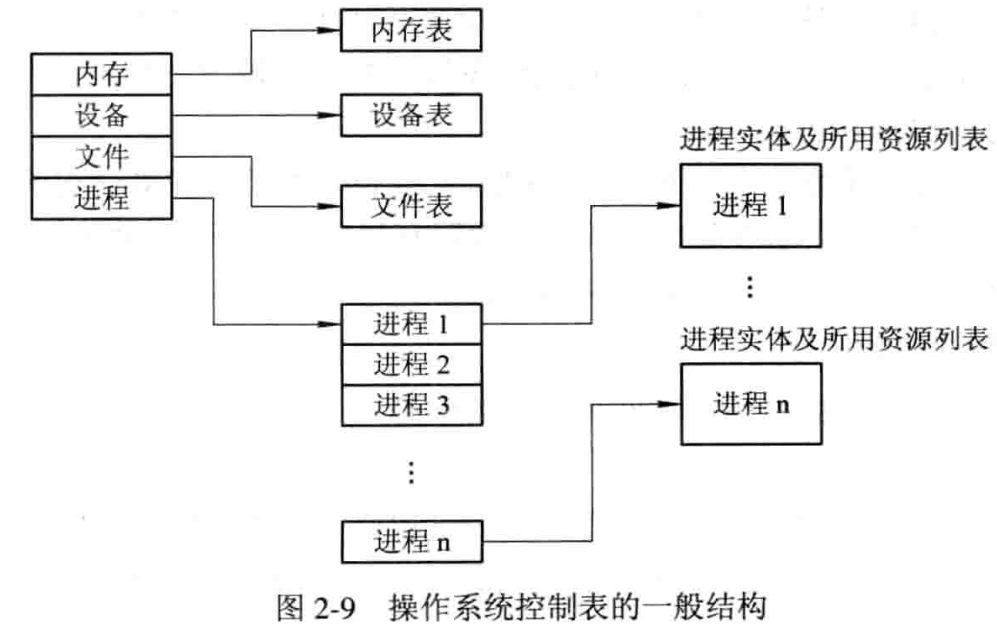 内存表
内存
设备
文件
进程
设备表
文件表
进程实体及所用资源列表
进程 1
⋮
进程 1
进程 2
进程 3
⋮
进程 n
进程实体及所用资源列表
进程 n
图 2-9 操作系统控制表的一般结构